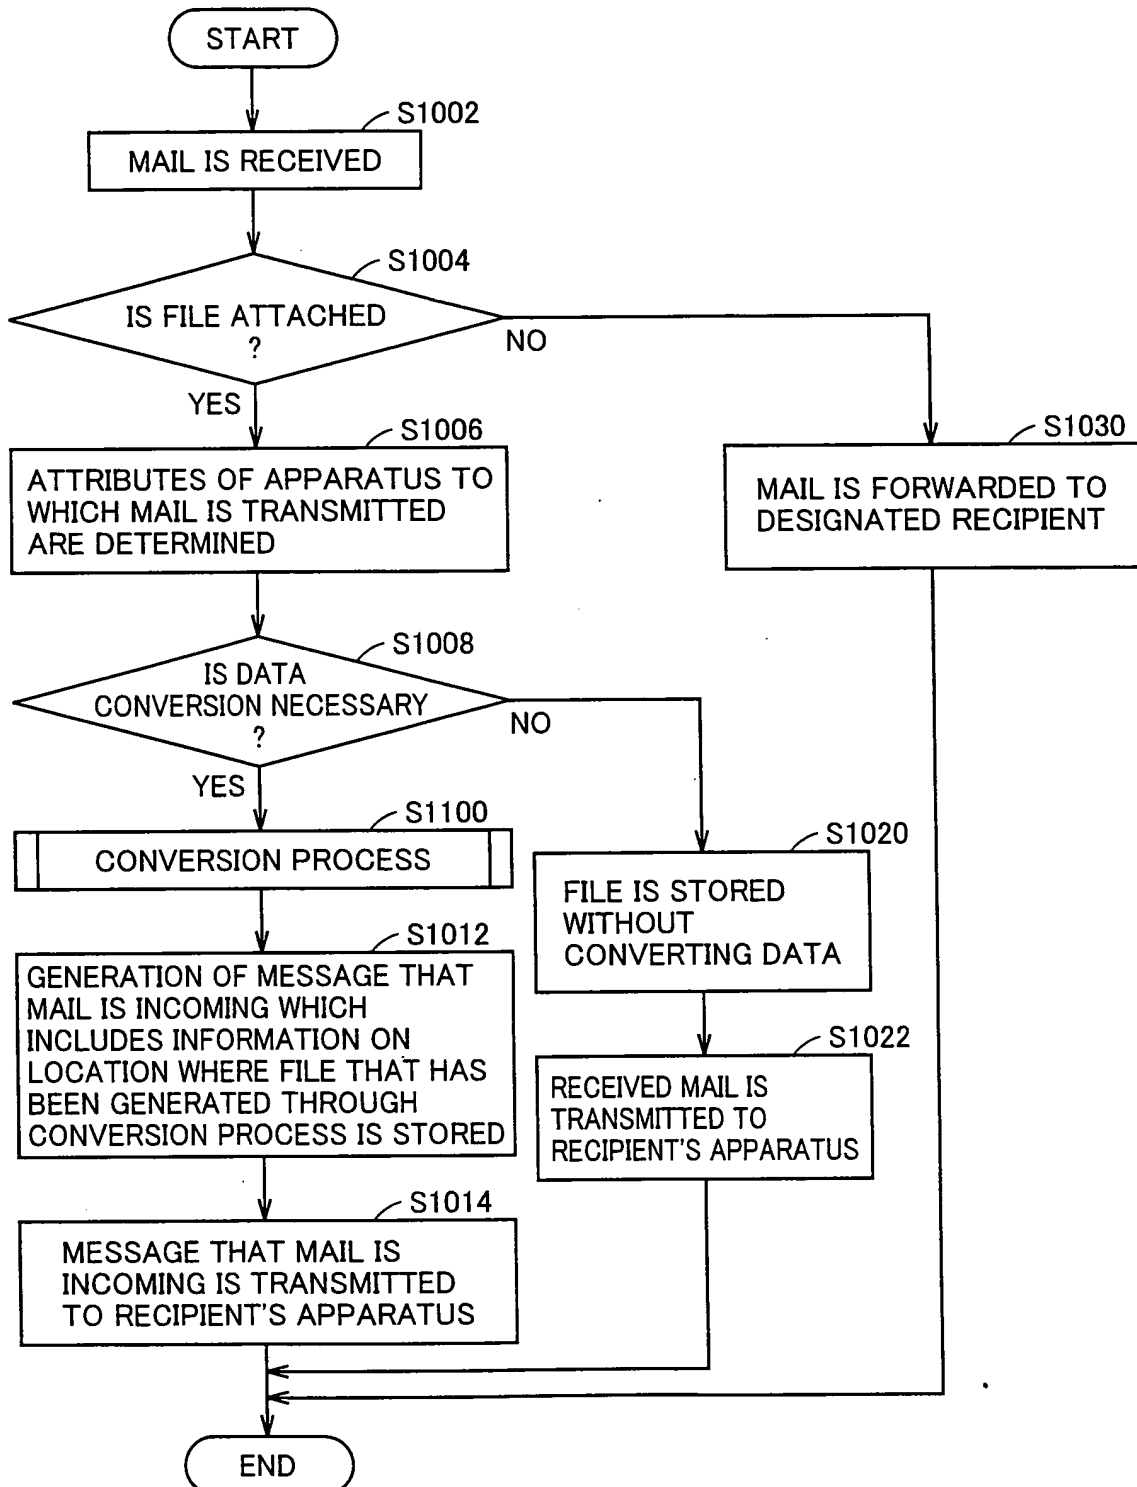 START
S1002
MAIL IS RECEIVED
S1004
IS FILE ATTACHED
?
NO
YES
S1006
ATTRIBUTES OF APPARATUS TO
WHICH MAIL IS TRANSMITTED
ARE DETERMINED
S1030
MAIL IS FORWARDED TO
DESIGNATED RECIPIENT
S1008
IS DATA
CONVERSION NECESSARY
?
NO
YES
S1100
CONVERSION PROCESS
S1020
FILE IS STORED
WITHOUT
CONVERTING DATA
S1012
GENERATION OF MESSAGE THAT
MAIL IS INCOMING WHICH
INCLUDES INFORMATION ON
LOCATION WHERE FILE THAT HAS
BEEN GENERATED THROUGH
CONVERSION PROCESS IS STORED
S1022
RECEIVED MAIL IS
TRANSMITTED TO
RECIPIENT'S APPARATUS
S1014
MESSAGE THAT MAIL IS
INCOMING IS TRANSMITTED
TO RECIPIENT'S APPARATUS
END